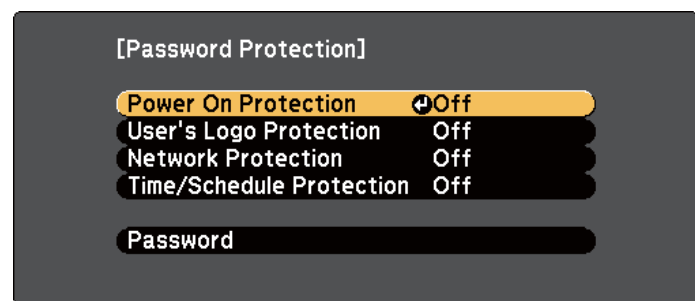 [Password Protection]
Power On Protection Off
User's Logo Protection Off
Network Protection Off
Time/Schedule Protection Off
Password